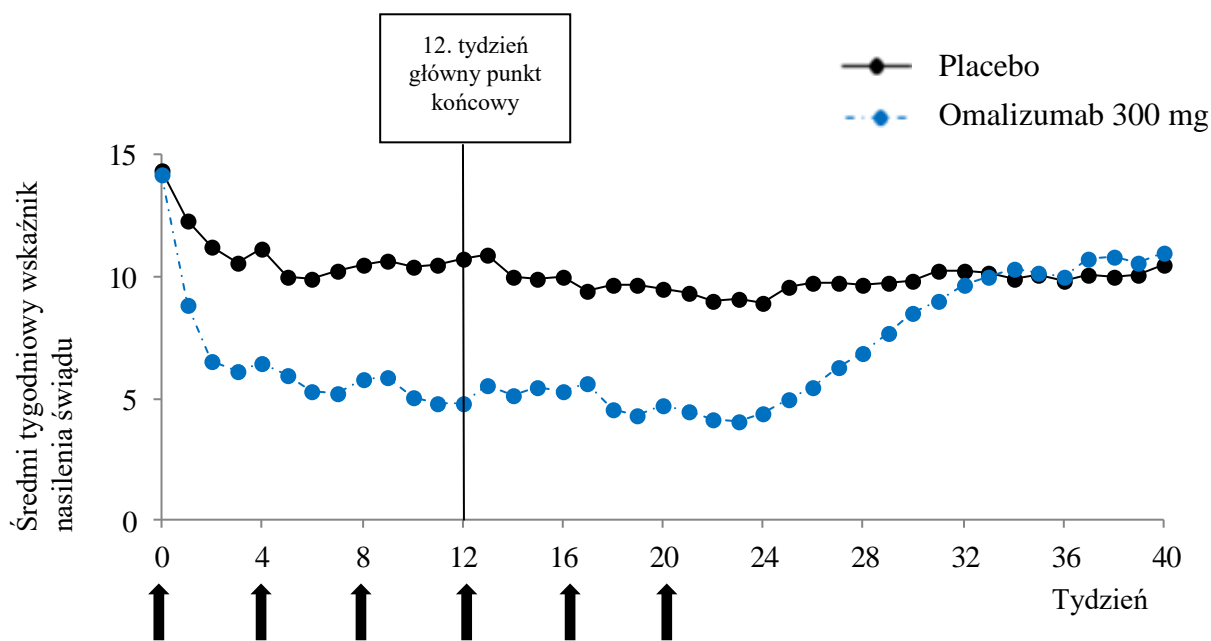 12. tydzień
główny punkt
końcowy
Placebo
Omalizumab 300 mg
Średmi tygodniowy wskaźnik
nasilenia świądu
15
10
5
0
0 4 8 12 16 20 24 28 32 36 40
Tydzień